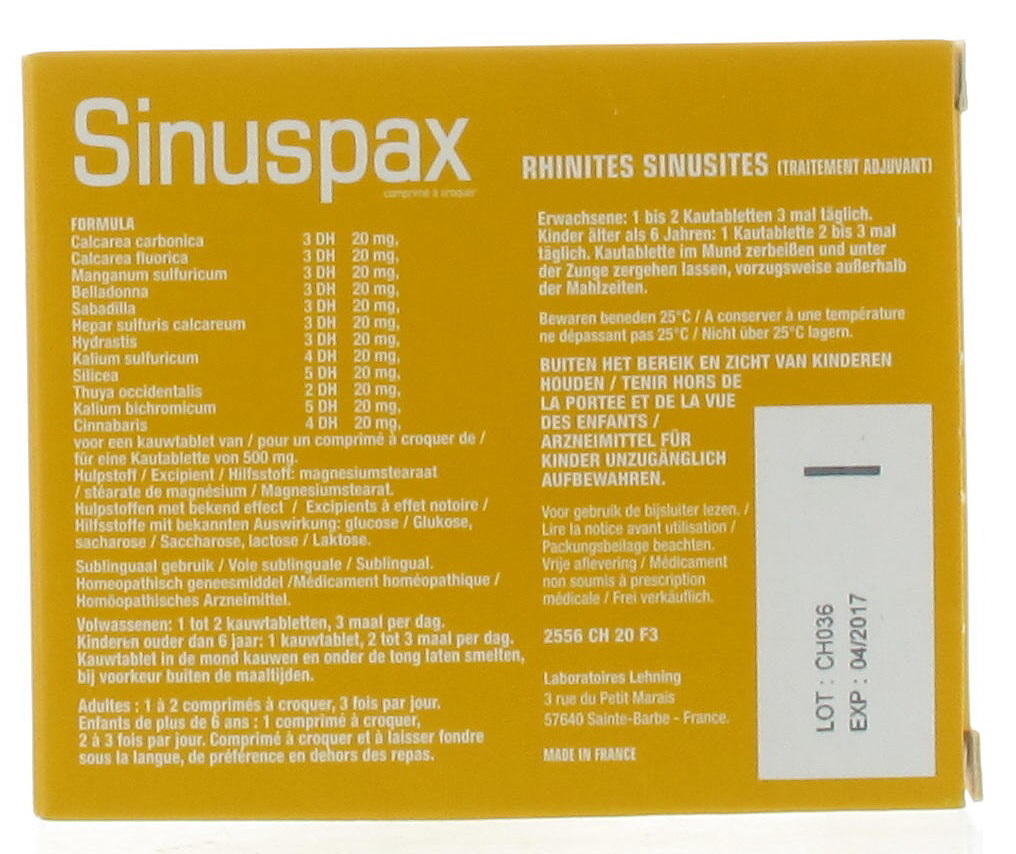 Sinuspax
comprimé à croquer
FORMULA
Calcarea carbonica 3 DH 20 mg,
Calcarea fluorica 3 DH 20 mg,
Manganum sulfuricum 3 DH 20 mg,
Belladonna 3 DH 20 mg,
Sabadilla 3 DH 20 mg,
Hepar sulfuris calcareum 3 DH 20 mg,
Hydrastis 3 DH 20 mg,
Kalium sulfuricum 4 DH 20 mg,
Silicea 5 DH 20 mg,
Thuya occidentalis 2 DH 20 mg,
Kalium bichromicum 5 DH 20 mg,
Cinnabaris 4 DH 20 mg,
voor een kauwtablet van / pour un comprimé à croquer de /
für eine Kautablette von 500 mg.
Hulpstoff / Excipient / Hilfsstoff: magnesiumstearaat
/ stéarate de magnésium / Magnesiumstearat.
Hulpstoffen met bekend effect / Excipients à effet notoire /
Hilfsstoffe mit bekannten Auswirkung: glucose / Glukose,
sacharose / Saccharose, lactose / Laktose.
Sublinguaal gebruik / Voie sublinguale / Sublingual.
Homeopathisch geneesmiddel /Médicament homéopathique /
Homöopathisches Arzneimittel.
Volwassenen: 1 tot 2 kauwtabletten, 3 maal per dag.
Kinderen ouder dan 6 jaar: 1 kauwtablet, 2 tot 3 maal per dag.
Kauwtablet in de mond kauwen en onder de tong laten smelten,
bij voorkeur buiten de maaltijden.
Adultes : 1 à 2 comprimés à croquer, 3 fois par jour.
Enfants de plus de 6 ans : 1 comprimé à croquer,
2 à 3 fois par jour. Comprimé à croquer et à laisser fondre
sous la langue, de préférence en dehors des repas.
RHINITES SINUSITES (TRAITEMENT ADJUVANT)
Erwachsene: 1 bis 2 Kautabletten 3 mal täglich.
Kinder älter als 6 Jahren: 1 Kautablette 2 bis 3 mal
täglich. Kautablette im Mund zerbeißen und unter
der Zunge zergehen lassen, vorzugsweise außerhalb
der Mahlzeiten.
Bewaren beneden 25°C / A conserver à une température
ne dépassant pas 25°C / Nicht über 25°C lagern.
BUITEN HET BEREIK EN ZICHT VAN KINDEREN
HOUDEN / TENIR HORS DE
LA PORTEE ET DE LA VUE
DES ENFANTS /
ARZNEIMITTEL FÜR
KINDER UNZUGÄNGLICH
AUFBEWAHREN.
Voor gebruik de bijsluiter lezen. /
Lire la notice avant utilisation /
Packungsbeilage beachten.
Vrije aflevering / Médicament
non soumis à prescription
médicale / Frei verkäuflich.
2556 CH 20 F3
Laboratoires Lehning
3 rue du Petit Marais
57640 Sainte-Barbe - France.
MADE IN FRANCE
LOT : CH036
EXP : 04/2017